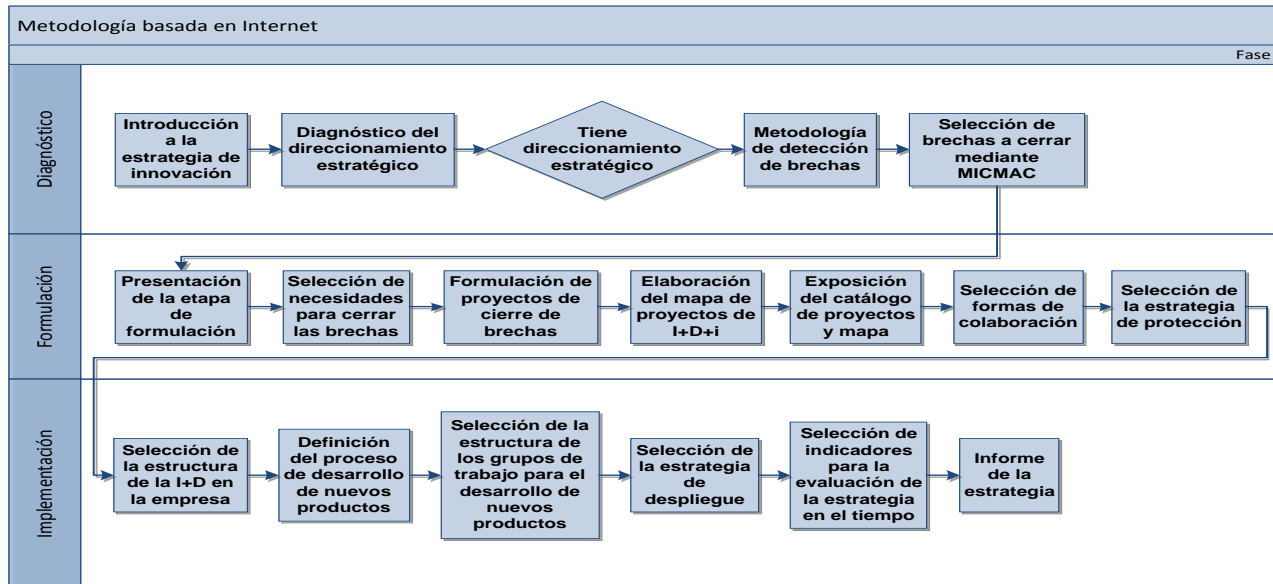 Metodología basada en Internet
Fase
Diagnóstico
Introducción
a la
estrategia de
innovación
Diagnóstico del
direccionamiento
estratégico
Tiene
direccionamiento
estratégico
Metodología
de detección
de brechas
Selección de
brechas a cerrar
mediante
MICMAC
Formulación
Presentación
de la etapa
de
formulación
Selección de
necesidades
para cerrar
las brechas
Formulación de
proyectos de
cierre de
brechas
Elaboración
del mapa de
proyectos de
I+D+i
Exposición
del catálogo
de proyectos
y mapa
Selección de
formas de
colaboración
Selección de
la estrategia
de protección
Implementación
Selección de
la estructura
de la I+D en
la empresa
Definición
del proceso
de desarrollo
de nuevos
productos
Selección de la
estructura de
los grupos de
trabajo para el
desarrollo de
nuevos
productos
Selección de
la estrategia
de
despliegue
Selección de
indicadores
para la
evaluación de
la estrategia
en el tiempo
Informe
de la
estrategia